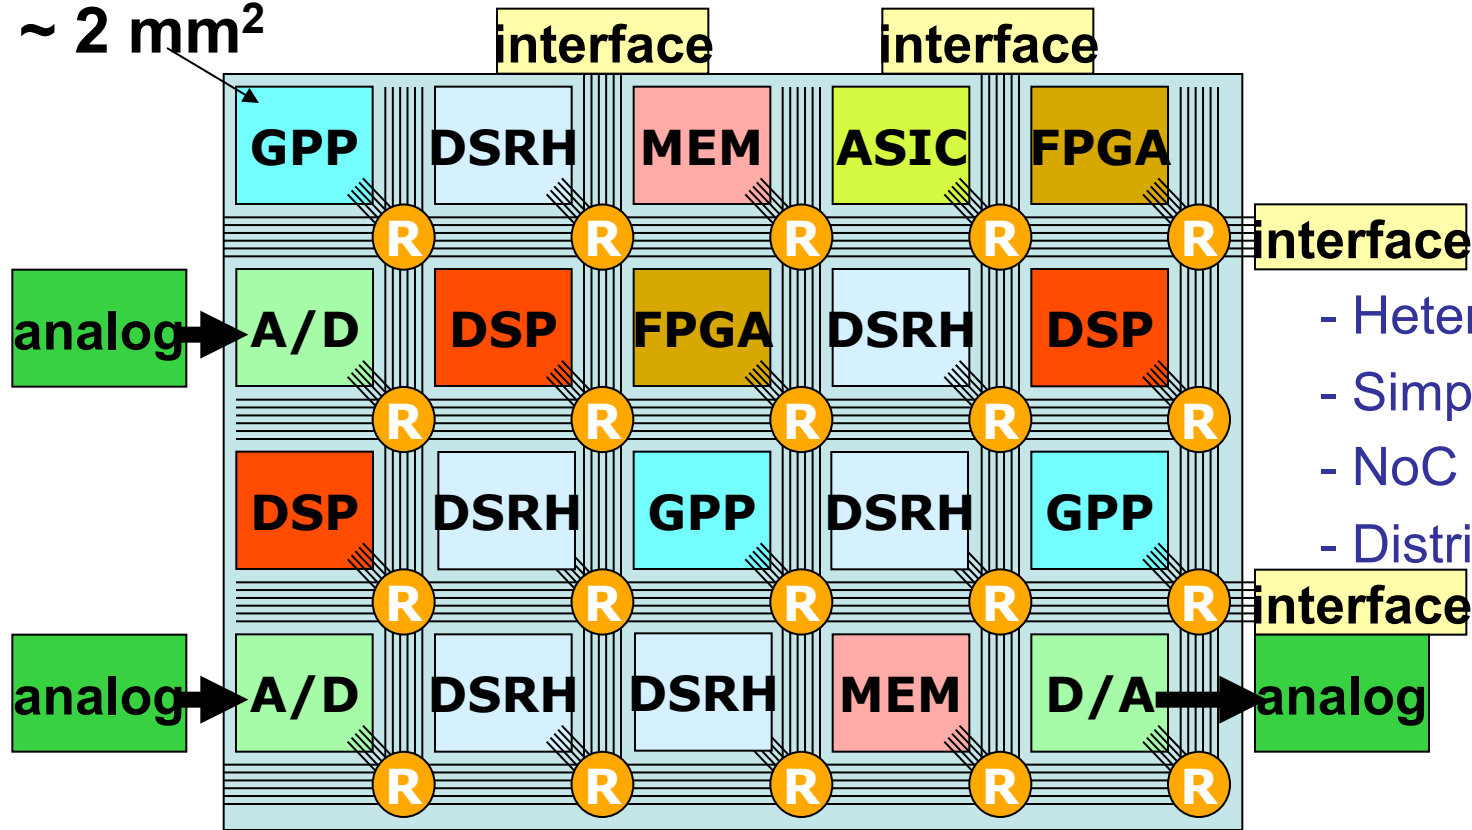 ~ 2 mm²
interface interface
GPP DSRH MEM ASIC FPGA
R R R R R
interface
analog A/D DSP FPGA DSRH DSP
- Heter
- Simp
R R R R R
- NoC
DSP DSRH GPP DSRH GPP
- Distri
R R R R R
interface
analog A/D DSRH DSRH MEM D/A analog
R R R R R